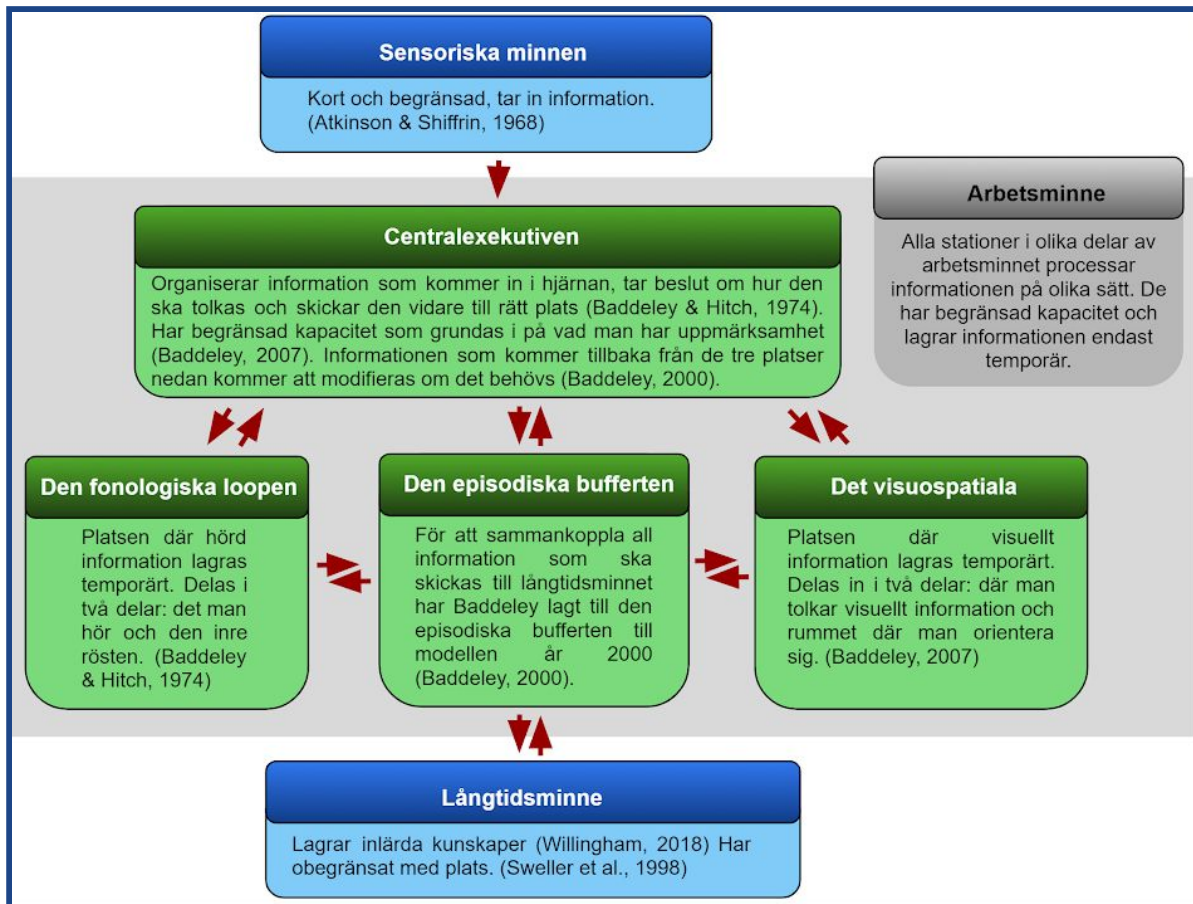 Sensoriska minnen
Kort och begränsad, tar in information.
(Atkinson & Shiffrin, 1968)
Arbetsminne
Alla stationer i olika delar av
arbetsminnet processar
informationen på olika sätt. De
har begränsad kapacitet och
lagrar informationen endast
temporär.
Centralexekutiven
Organiserar information som kommer in i hjärnan, tar beslut om hur den
ska tolkas och skickar den vidare till rätt plats (Baddeley & Hitch, 1974).
Har begränsad kapacitet som grundas i på vad man har uppmärksamhet
(Baddeley, 2007). Informationen som kommer tillbaka från de tre platser
nedan kommer att modifieras om det behövs (Baddeley, 2000).
Den fonologiska loopen
Platsen där hörd
information lagras
temporärt. Delas i
två delar: det man
hör och den inre
rösten. (Baddeley
& Hitch, 1974)
Den episodiska bufferten
För att sammankoppla all
information som ska
skickas till långtidsminnet
har Baddeley lagt till den
episodiska bufferten till
modellen år 2000
(Baddeley, 2000).
Det visuospatiala
Platsen där visuellt
information lagras temporärt.
Delas in i två delar: där man
tolkar visuellt information och
rummet där man orientera
sig. (Baddeley, 2007)
Långtidsminne
Lagrar inlärda kunskaper (Willingham, 2018) Har
obegränsat med plats. (Sweller et al., 1998)